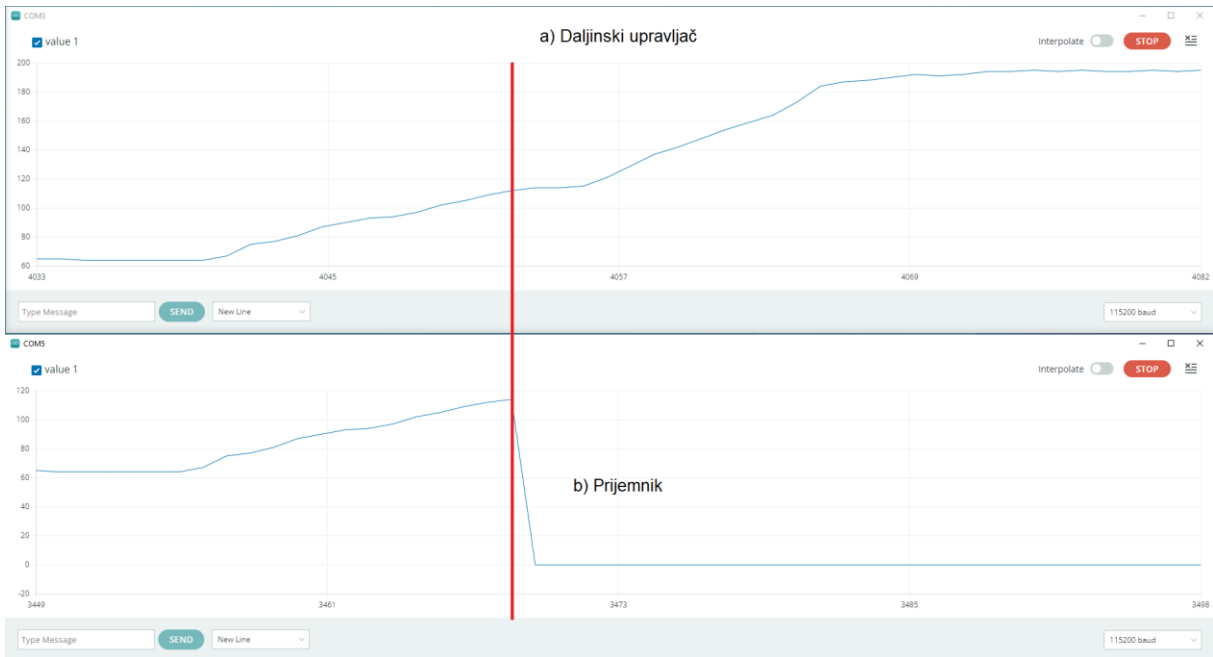 COM3
a) Daljinski upravljač
value 1
Interpolate STOP
200
180
160
140
120
100
80
60
4033 4045 4057 4069 4082
Type Message SEND New Line 115200 baud
COM5
value 1
Interpolate STOP
120
100
80
60
40
b) Prijemnik
20
0
-20
3449 3461 3473 3485 3498
Type Message SEND New Line 115200 baud